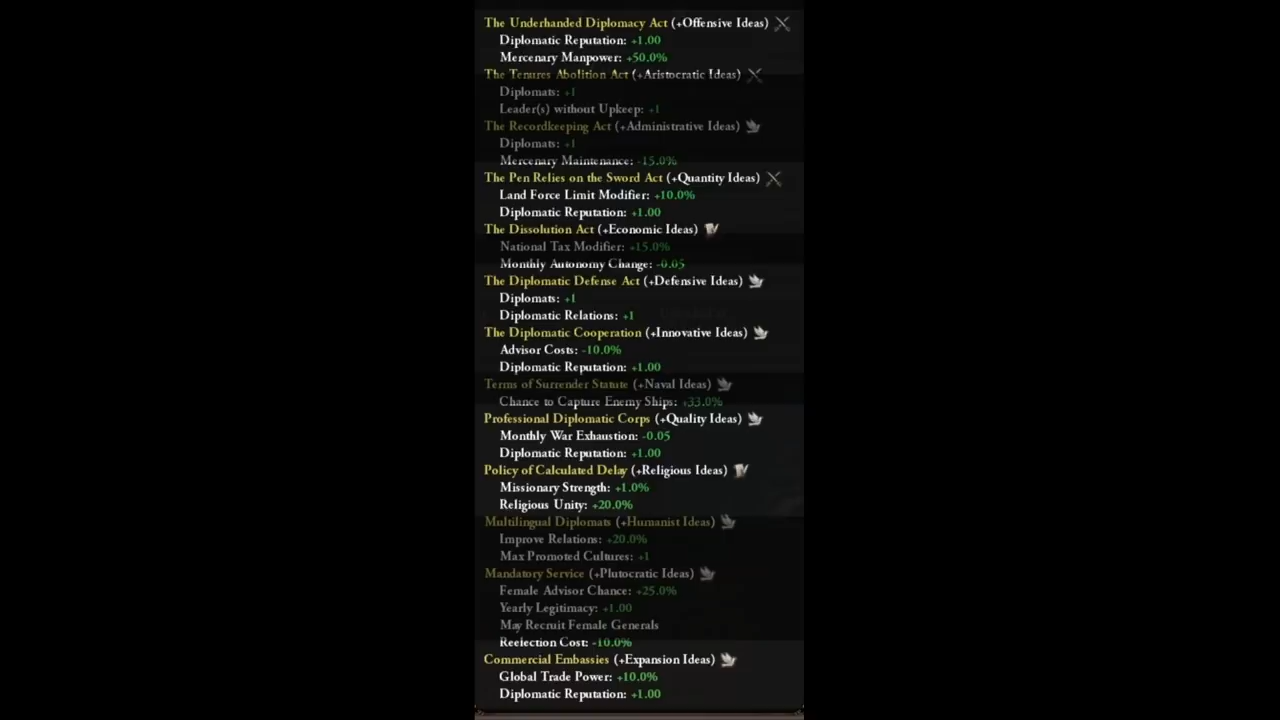 The Underhanded Diplomacy Act (+Offensive Ideas)
Diplomatic Reputation: +1.00
Mercenary Manpower: +50.0%
The Tenures Abolition Act (+Aristocratic Ideas)
Diplomats: +1
Leader(s) without Upkeep: +1
The Recordkeeping Act (+Administrative Ideas)
Diplomats: +1
Mercenary Maintenance: -15.0%
The Pen Relies on the Sword Act (+Quantity Ideas)
Land Force Limit Modifier: +10.0%
Diplomatic Reputation: +1.00
The Dissolution Act (+Economic Ideas)
National Tax Modifier: +15.0%
Monthly Autonomy Change: -0.05
The Diplomatic Defense Act (+Defensive Ideas)
Diplomats: +1
Diplomatic Relations: +1
The Diplomatic Cooperation (+Innovative Ideas)
Advisor Costs: -10.0%
Diplomatic Reputation: +1.00
Terms of Surrender Statute (+Naval Ideas)
Chance to Capture Enemy Ships: +33.0%
Professional Diplomatic Corps (+Quality Ideas)
Monthly War Exhaustion: -0.05
Diplomatic Reputation: +1.00
Policy of Calculated Delay (+Religious Ideas)
Missionary Strength: +1.0%
Religious Unity: +20.0%
Multilingual Diplomats (+Humanist Ideas)
Improve Relations: +20.0%
Max Promoted Cultures: +1
Mandatory Service (+Plutocratic Ideas)
Female Advisor Chance: +25.0%
Yearly Legitimacy: +1.00
May Recruit Female Generals
Reelection Cost: -10.0%
Commercial Embassies (+Expansion Ideas)
Global Trade Power: +10.0%
Diplomatic Reputation: +1.00